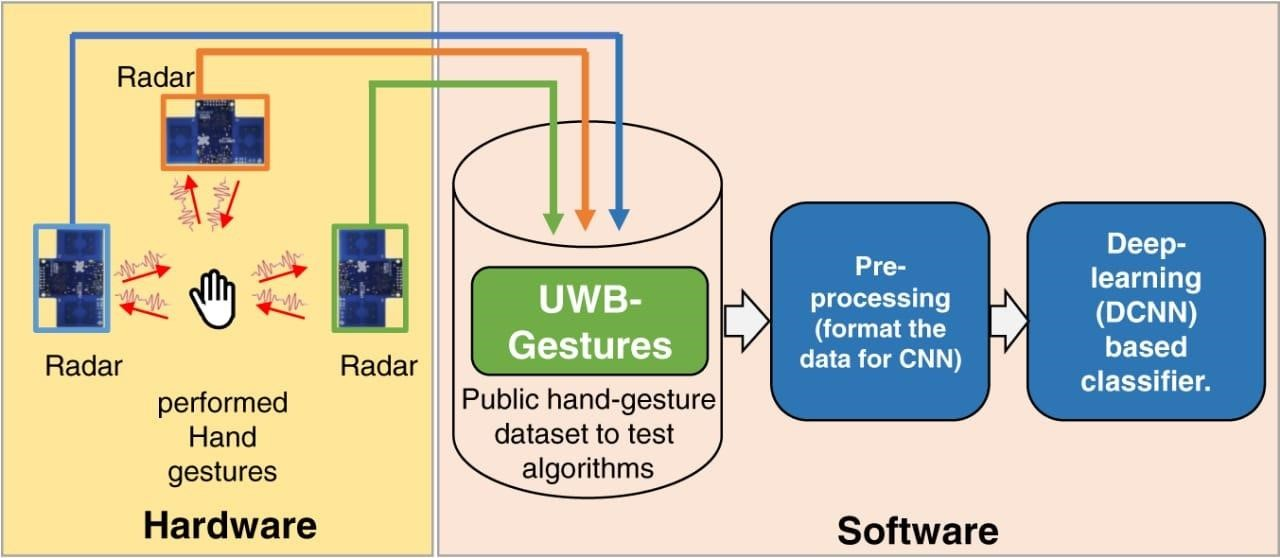 Radar
Radar
Radar
performed
Hand
gestures
Hardware
UWB-
Gestures
Public hand-gesture
dataset to test
algorithms
Pre-
processing
(format the
data for CNN)
Deep-
learning
(DCNN)
based
classifier.
Software